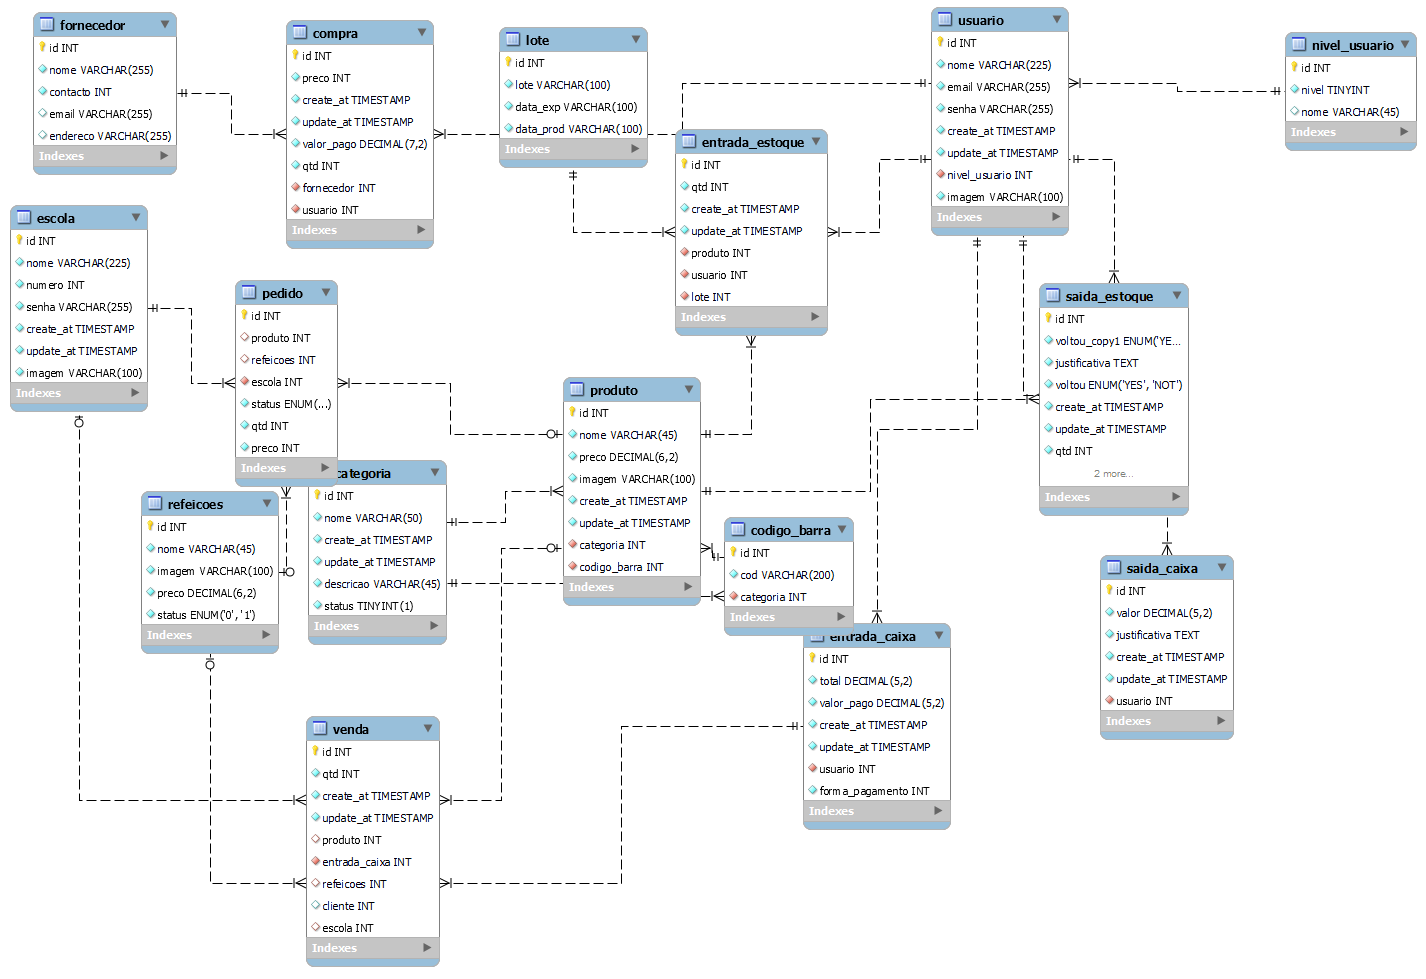 fornecedor
id INT
nome VARCHAR(255)
contacto INT
email VARCHAR(255)
endereco VARCHAR(255)
Indexes
compra
id INT
preco INT
create_at TIMESTAMP
update_at TIMESTAMP
valor_pago DECIMAL(7,2)
qtd INT
fornecedor INT
usuario INT
Indexes
lote
id INT
lote VARCHAR(100)
data_exp VARCHAR(100)
data_prod VARCHAR(100)
Indexes
entrada_estoque
id INT
qtd INT
create_at TIMESTAMP
update_at TIMESTAMP
produto INT
usuario INT
lote INT
Indexes
usuario
id INT
nome VARCHAR(225)
email VARCHAR(255)
senha VARCHAR(255)
create_at TIMESTAMP
update_at TIMESTAMP
nivel_usuario INT
imagem VARCHAR(100)
Indexes
nivel_usuario
id INT
nivel TINYINT
nome VARCHAR(45)
Indexes
escola
id INT
nome VARCHAR(225)
numero INT
senha VARCHAR(255)
create_at TIMESTAMP
update_at TIMESTAMP
imagem VARCHAR(100)
Indexes
pedido
id INT
produto INT
refeicoes INT
escola INT
status ENUM(...)
qtd INT
preco INT
Indexes
saida_estoque
id INT
voltou_copy1 ENUM('YE...
justificativa TEXT
voltou ENUM('YES', 'NOT')
create_at TIMESTAMP
update_at TIMESTAMP
qtd INT
2 more...
Indexes
produto
id INT
nome VARCHAR(45)
preco DECIMAL(6,2)
imagem VARCHAR(100)
create_at TIMESTAMP
update_at TIMESTAMP
categoria INT
codigo_barra INT
Indexes
categoria
id INT
nome VARCHAR(50)
create_at TIMESTAMP
update_at TIMESTAMP
descricao VARCHAR(45)
status TINYINT(1)
Indexes
refeicoes
id INT
nome VARCHAR(45)
imagem VARCHAR(100)
preco DECIMAL(6,2)
status ENUM('0', '1')
Indexes
codigo_barra
id INT
cod VARCHAR(200)
categoria INT
Indexes
saida_caixa
id INT
valor DECIMAL(5,2)
justificativa TEXT
create_at TIMESTAMP
update_at TIMESTAMP
usuario INT
Indexes
entrada_caixa
id INT
total DECIMAL(5,2)
valor_pago DECIMAL(5,2)
create_at TIMESTAMP
update_at TIMESTAMP
usuario INT
forma_pagamento INT
Indexes
venda
id INT
qtd INT
create_at TIMESTAMP
update_at TIMESTAMP
produto INT
entrada_caixa INT
refeicoes INT
cliente INT
escola INT
Indexes